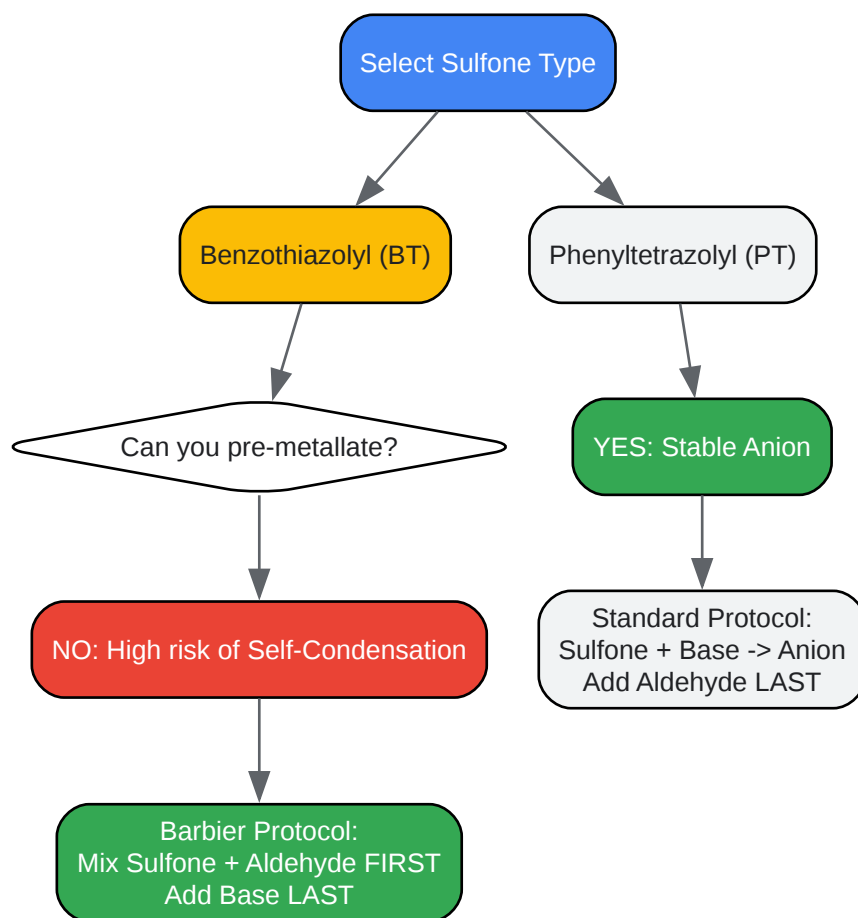 Select Sulfone Type
Benzothiazolyl (BT)
Phenyltetrazolyl (PT)
Can you pre-metallate?
YES: Stable Anion
NO: High risk of Self-Condensation
Standard Protocol:
Sulfone + Base -> Anion
Add Aldehyde LAST
Barbier Protocol:
Mix Sulfone + Aldehyde FIRST
Add Base LAST